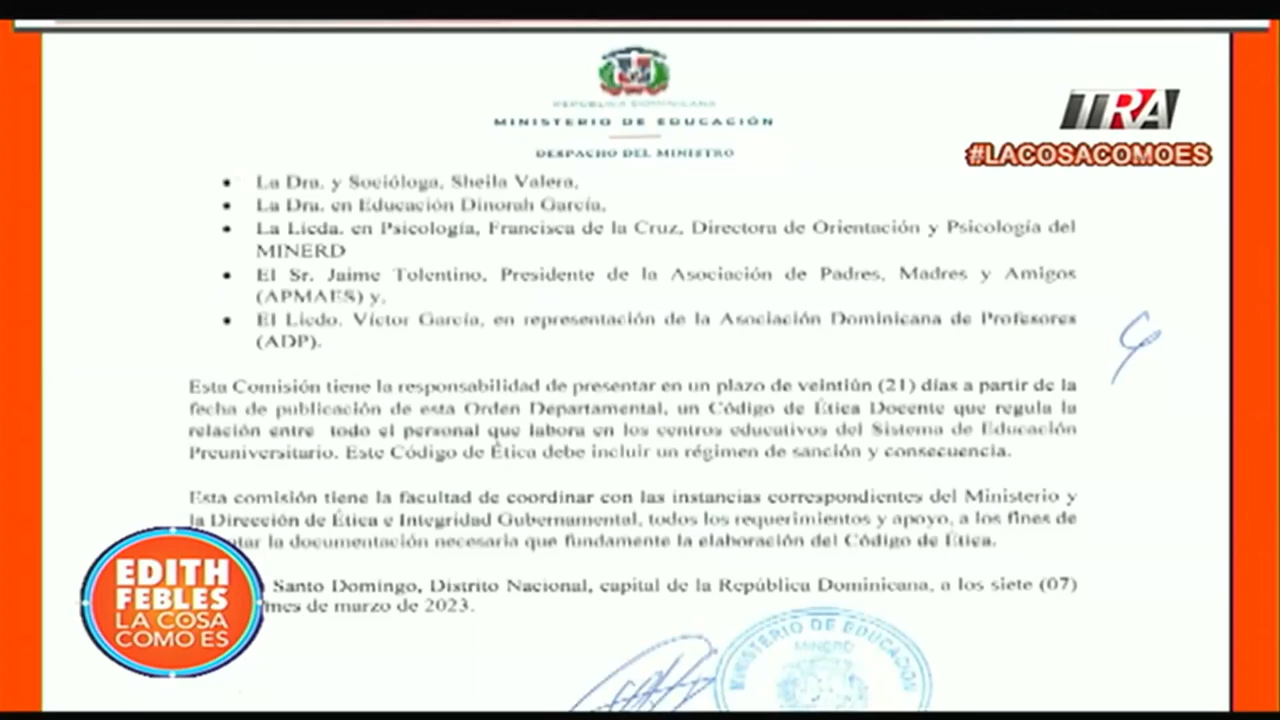 REPÚBLICA DOMINICANA
MINISTERIO DE EDUCACIÓN
DESPACHO DEL MINISTRO
TRA
#LACOSACOMOES
• La Dra. y Socióloga, Sheila Valera,
• La Dra. en Educación Dinorah García,
• La Licda. en Psicología, Francisca de la Cruz, Directora de Orientación y Psicología del
MINERD
• El Sr. Jaime Tolentino, Presidente de la Asociación de Padres, Madres y Amigos
(APMAES) y,
• El Licdo. Víctor García, en representación de la Asociación Dominicana de Profesores
(ADP).
Esta Comisión tiene la responsabilidad de presentar en un plazo de veintiún (21) días a partir de la
fecha de publicación de esta Orden Departamental, un Código de Ética Docente que regula la
relación entre todo el personal que labora en los centros educativos del Sistema de Educación
Preuniversitario. Este Código de Ética debe incluir un régimen de sanción y consecuencia.
Esta comisión tiene la facultad de coordinar con las instancias correspondientes del Ministerio y
la Dirección de Ética e Integridad Gubernamental, todos los requerimientos y apoyo, a los fines de
la documentación necesaria que fundamente la elaboración del Código de Ética.
Santo Domingo, Distrito Nacional, capital de la República Dominicana, a los siete (07)
mes de marzo de 2023.
EDITH
FEBLES
LA COSA
COMO ES
MINISTERIO DE EDUCACIÓN
MINERD